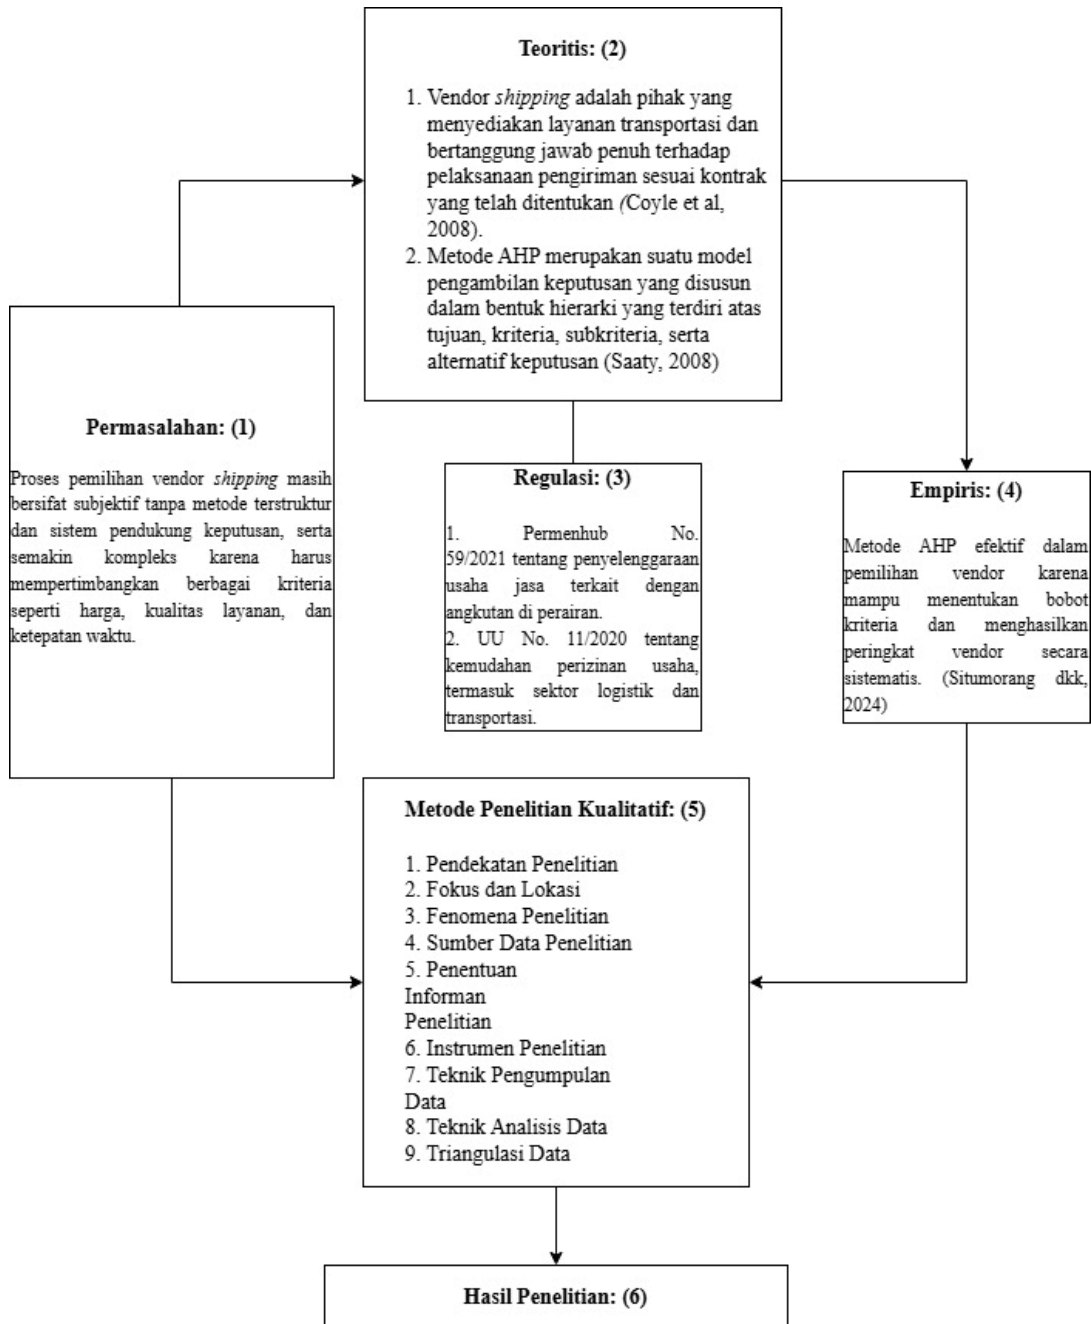 Teoritis: (2)
1. Vendor shipping adalah pihak yang
menyediakan layanan transportasi dan
bertanggung jawab penuh terhadap
pelaksanaan pengiriman sesuai kontrak
yang telah ditentukan (Coyle et al,
2008).
2. Metode AHP merupakan suatu model
pengambilan keputusan yang disusun
dalam bentuk hierarki yang terdiri atas
tujuan, kriteria, subkriteria, serta
alternatif keputusan (Saaty, 2008)
Permasalahan: (1)
Proses pemilihan vendor shipping masih
bersifat subjektif tanpa metode terstruktur
dan sistem pendukung keputusan, serta
semakin kompleks karena harus
mempertimbangkan berbagai kriteria
seperti harga, kualitas layanan, dan
ketepatan waktu.
Regulasi: (3)
1. Permenhub No.
59/2021 tentang penyelenggaraan
usaha jasa terkait dengan
angkutan di perairan.
2. UU No. 11/2020 tentang
kemudahan perizinan usaha,
termasuk sektor logistik dan
transportasi.
Empiris: (4)
Metode AHP efektif dalam
pemilihan vendor karena
mampu menentukan bobot
kriteria dan menghasilkan
peringkat vendor secara
sistematis. (Situmorang dkk,
2024)
Metode Penelitian Kualitatif: (5)
1. Pendekatan Penelitian
2. Fokus dan Lokasi
3. Fenomena Penelitian
4. Sumber Data Penelitian
5. Penentuan
Informan
Penelitian
6. Instrumen Penelitian
7. Teknik Pengumpulan
Data
8. Teknik Analisis Data
9. Triangulasi Data
Hasil Penelitian: (6)